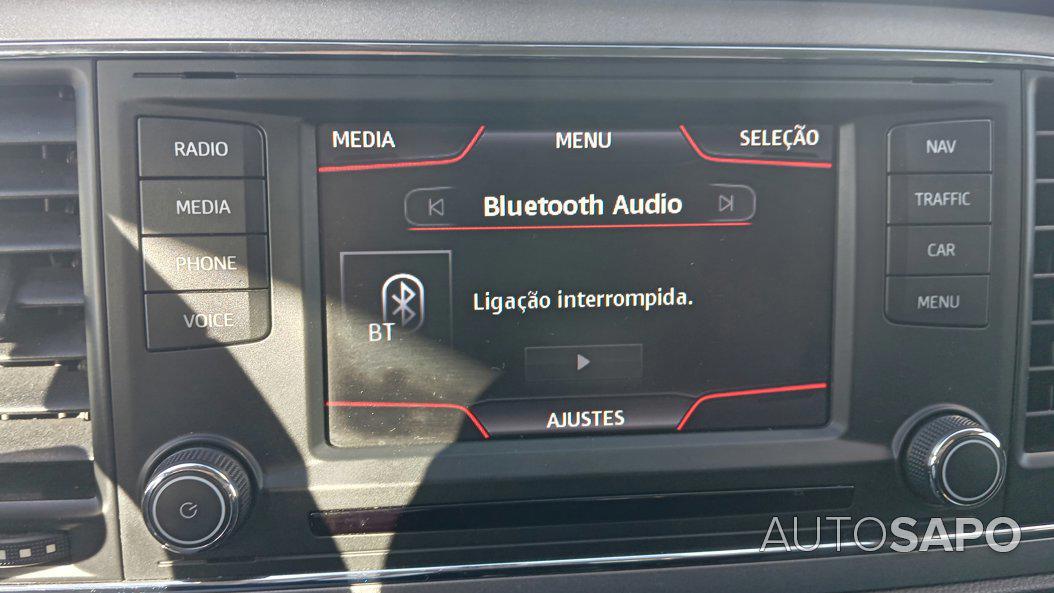 RADIO
MEDIA
PHONE
VOICE
MEDIA
MENU
SELEÇÃO
Bluetooth Audio
BT
Ligação interrompida.
AJUSTES
NAV
TRAFFIC
CAR
MENU
AUTOSAPO